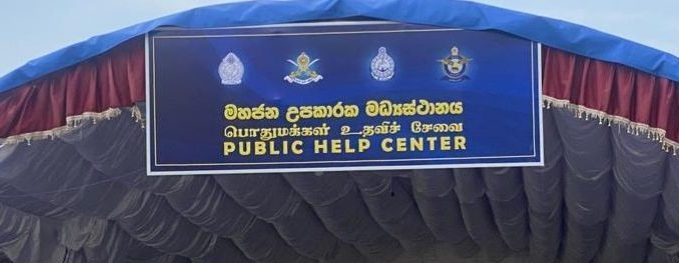 මහජන උපකාරක මධ්‍යස්ථානය
பொதுமக்கள் உதவிச் சேவை
PUBLIC HELP CENTER